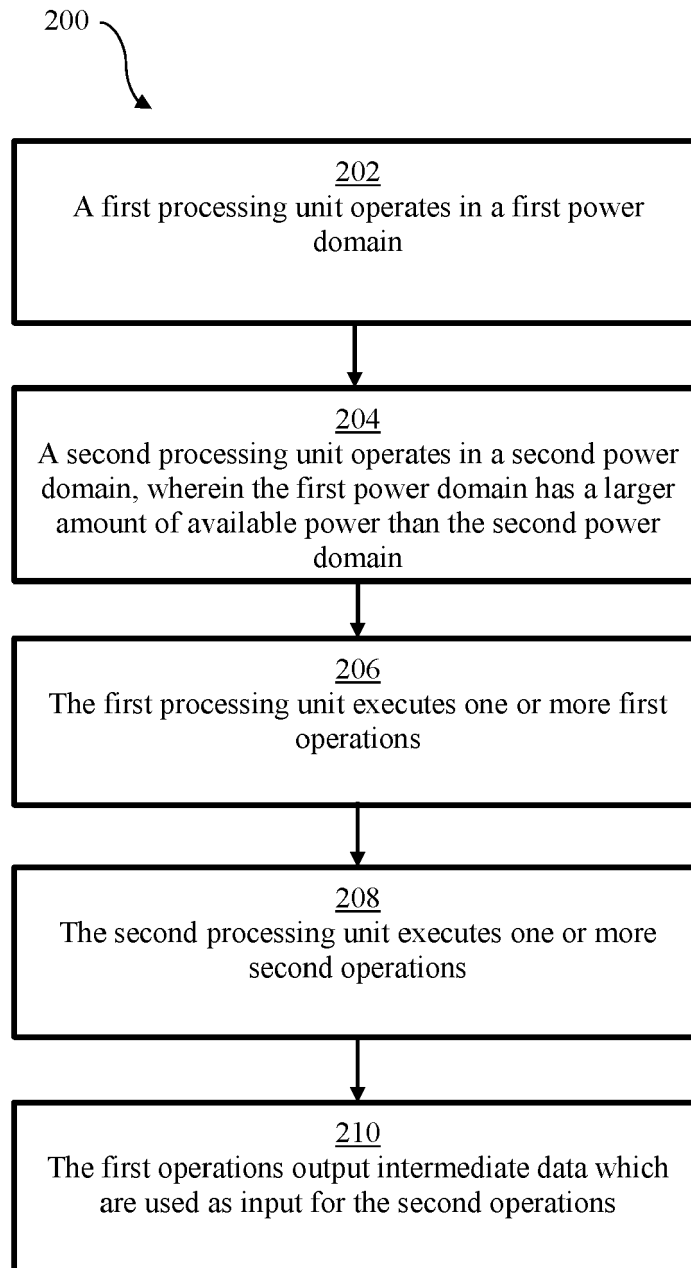 200
202
A first processing unit operates in a first power
domain
204
A second processing unit operates in a second power
domain, wherein the first power domain has a larger
amount of available power than the second power
domain
206
The first processing unit executes one or more first
operations
208
The second processing unit executes one or more
second operations
210
The first operations output intermediate data which
are used as input for the second operations